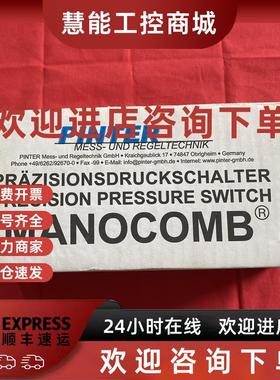 慧能工控商城
欢迎进店咨询下单
PINTER
MESS- UND REGELTECHNIK
PINTER Mess- und Regeltechnik GmbH • Kraichgaublick 17 • 74847 Obrigheim • Germany
Phone +49-6262/92670-0 • Fax -99 • E-Mail: info@pinter-gmbh.de • Internet: www.pinter-gmbh.de
PRÄZISIONSDRUCKSCHALTER
PRECISION PRESSURE SWITCH
MANOCOMB®
号齐全
力商家
仓速发
EXPRESS
顺丰速运
24小时在线 欢迎进店
欢迎咨询下单